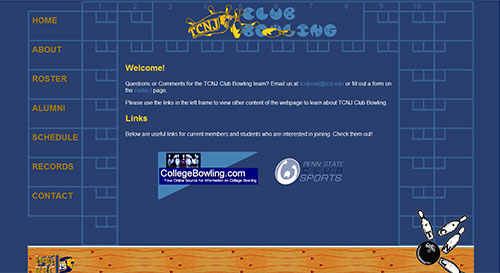 1 2 3 4 5 6 7 8 9 10
TCNJ CLUB BOWLING
HOME
ABOUT
ROSTER
ALUMNI
SCHEDULE
RECORDS
CONTACT
Welcome!
Questions or Comments for the TCNJ Club Bowling team? Email us at tcnjbowl@tcnj.edu or fill out a form on
the contact page.
Please use the links in the left frame to view other content of the webpage to learn about TCNJ Club Bowling.
Links
Below are useful links for current members and students who are interested in joining. Check them out!
CollegeBowling.com
Your Online Source for Information on College Bowling
PENN STATE
CLUB
SPORTS